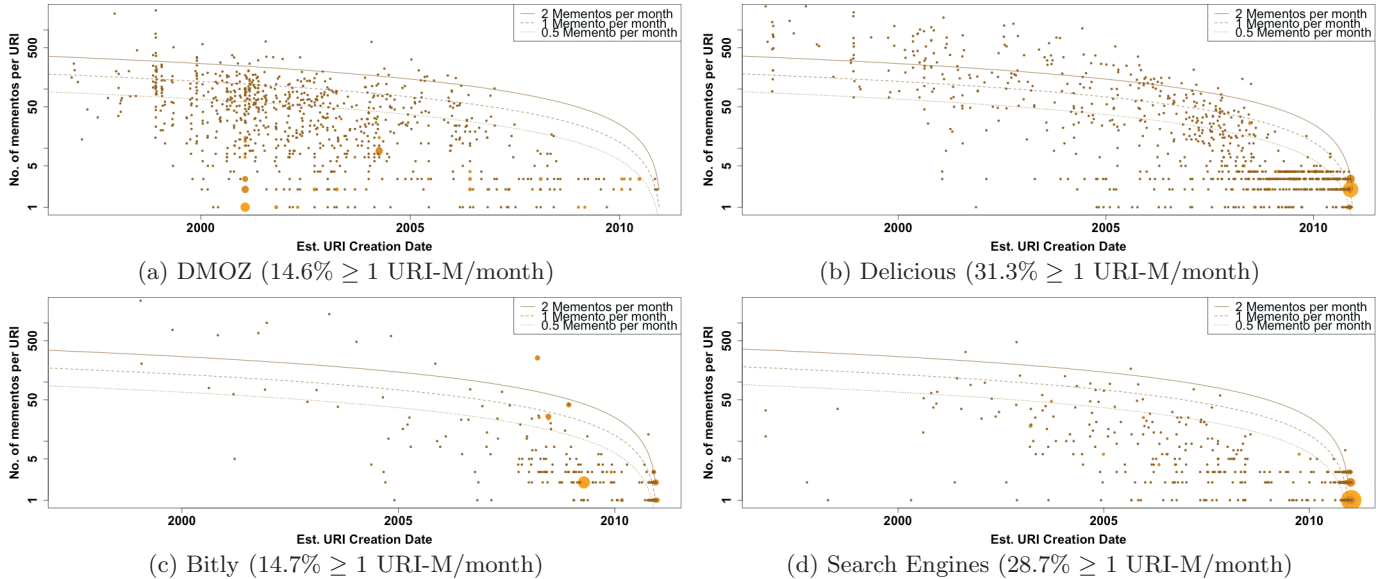 2 Mementos per month
1 Memento per month
0.5 Memento per month
No. of mementos per URI
500
50
5
1
2000
2005
2010
Est. URI Creation Date
(a) DMOZ (14.6% ≥ 1 URI-M/month)
2 Mementos per month
1 Memento per month
0.5 Memento per month
No. of mementos per URI
500
50
5
1
2000
2005
2010
Est. URI Creation Date
(b) Delicious (31.3% ≥ 1 URI-M/month)
2 Mementos per month
1 Memento per month
0.5 Memento per month
No. of mementos per URI
500
50
5
1
2000
2005
2010
Est. URI Creation Date
(c) Bitly (14.7% ≥ 1 URI-M/month)
2 Mementos per month
1 Memento per month
0.5 Memento per month
No. of mementos per URI
500
50
5
1
2000
2005
2010
Est. URI Creation Date
(d) Search Engines (28.7% ≥ 1 URI-M/month)